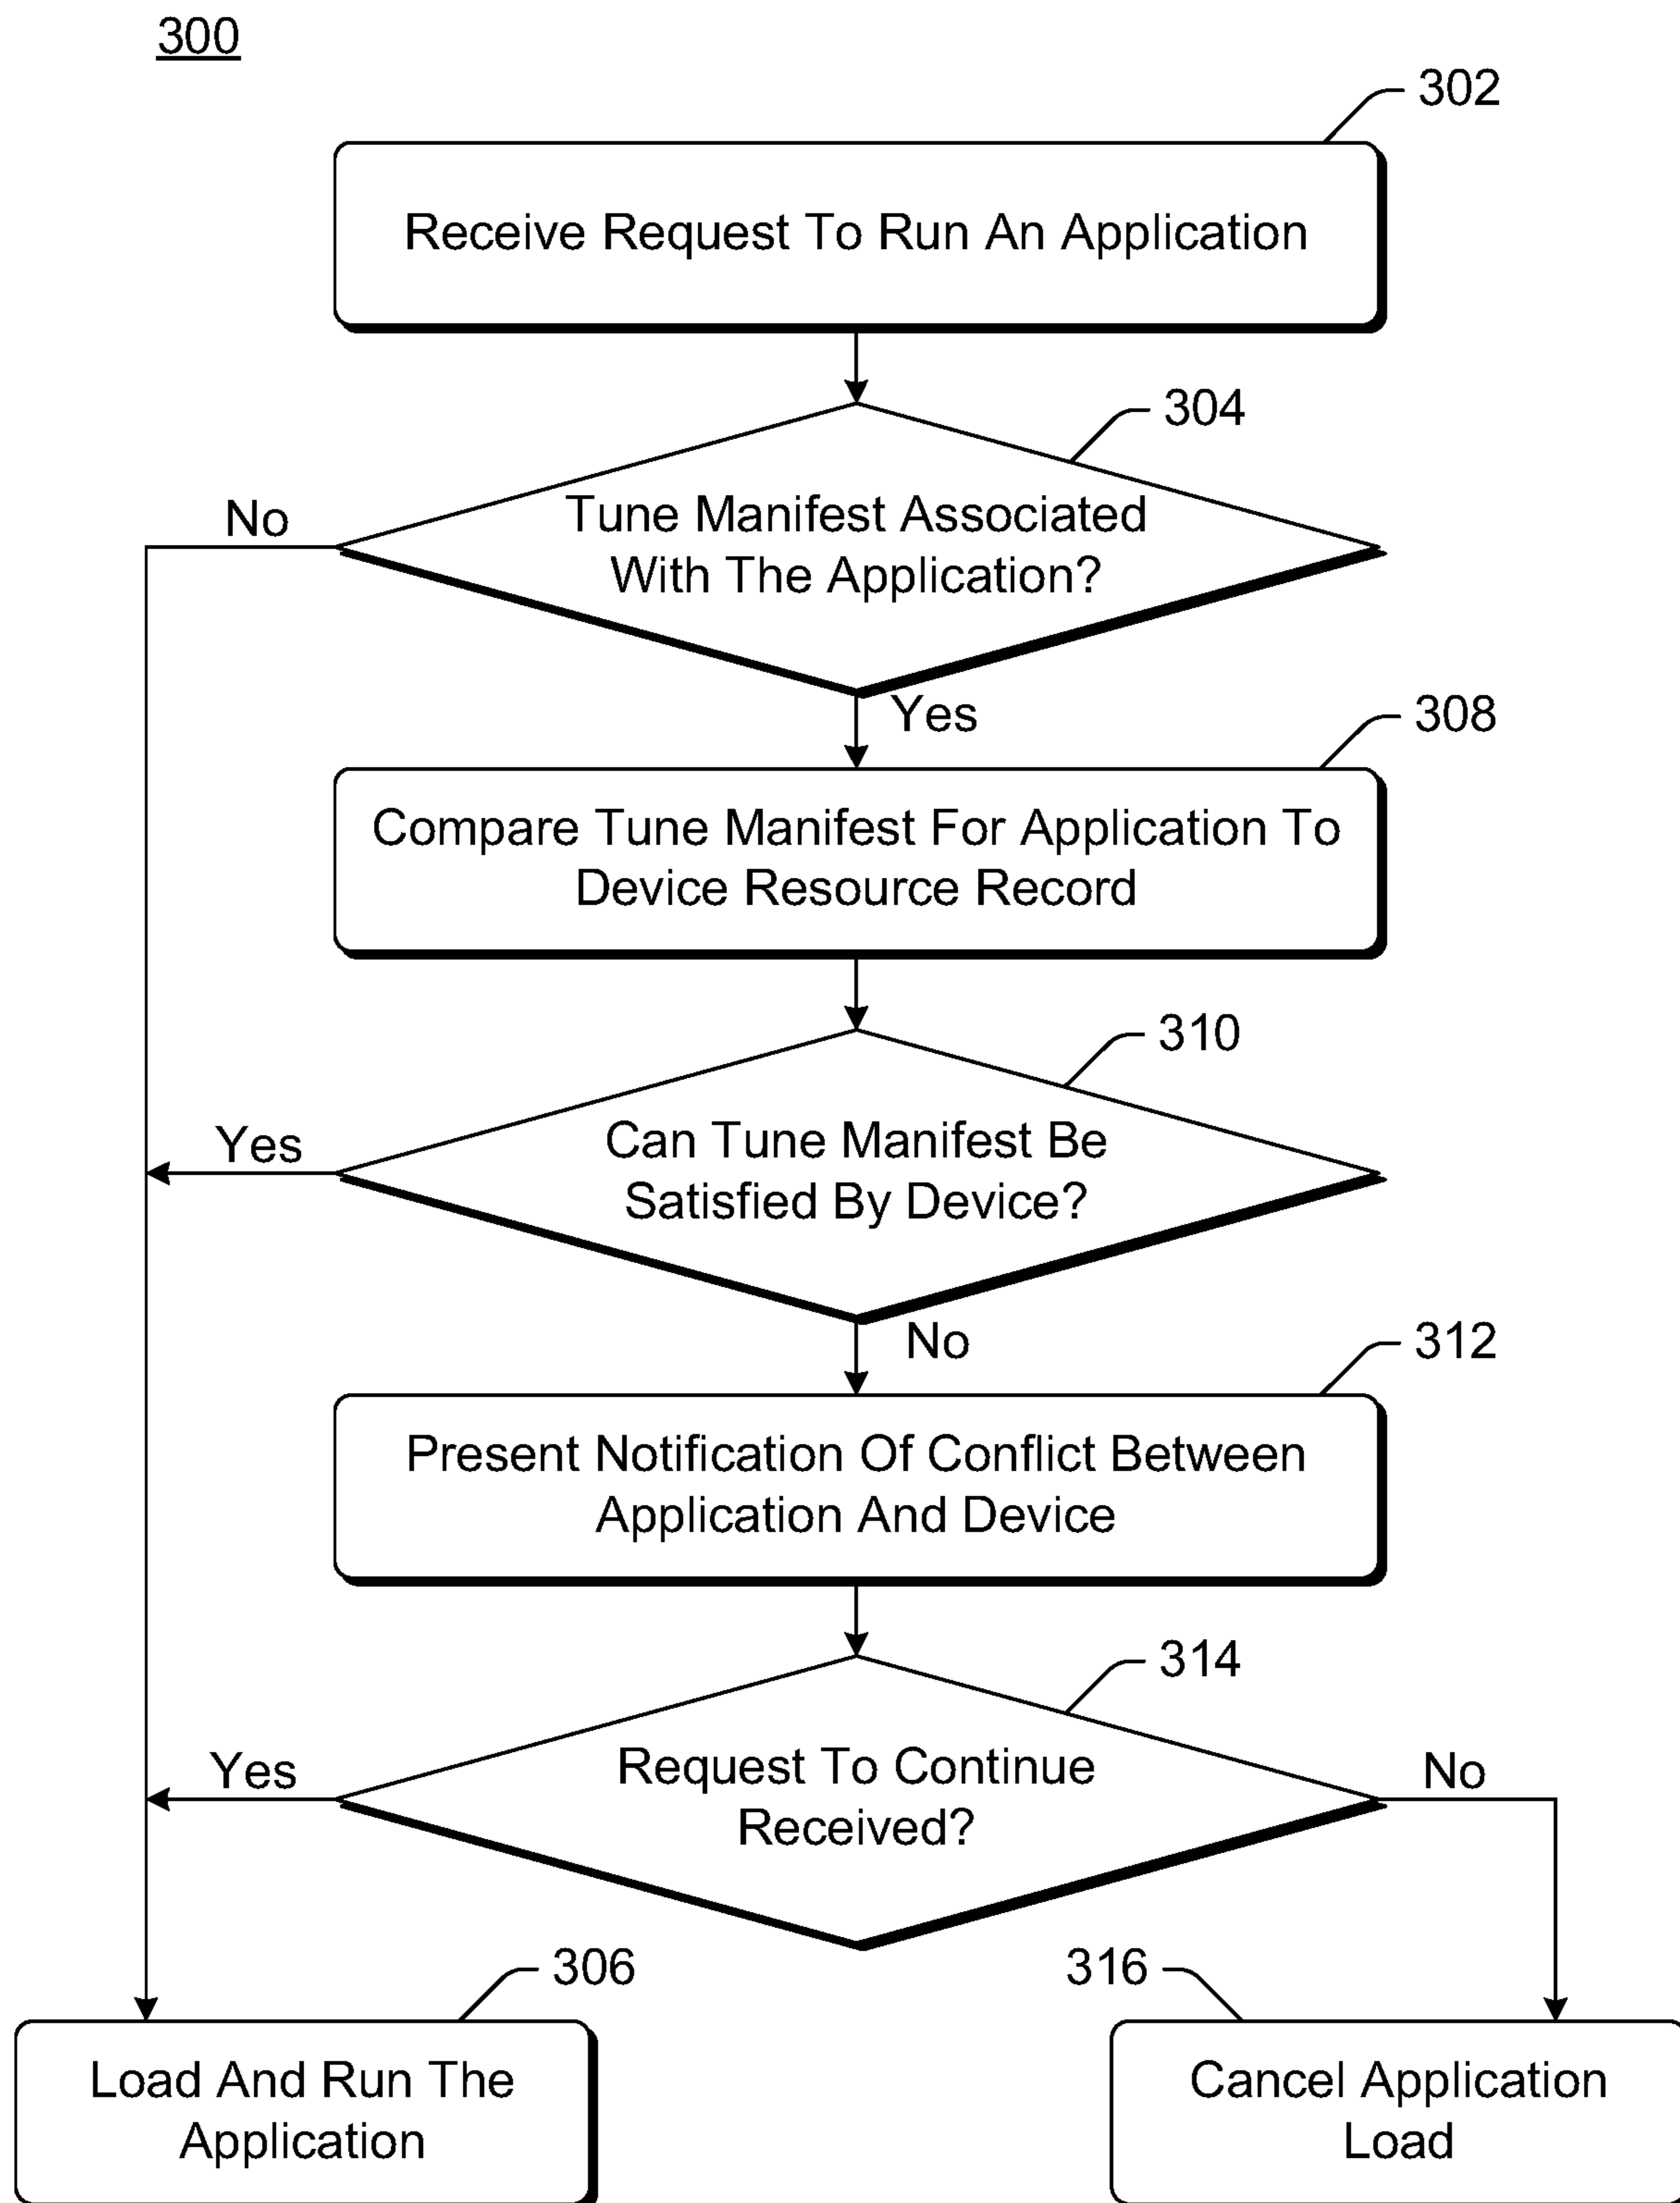 300
302
Receive Request To Run An Application
304
No
Tune Manifest Associated
With The Application?
Yes
308
Compare Tune Manifest For Application To
Device Resource Record
310
Yes
Can Tune Manifest Be
Satisfied By Device?
No
312
Present Notification Of Conflict Between
Application And Device
314
Yes
Request To Continue
Received?
No
306
316
Load And Run The
Application
Cancel Application
Load